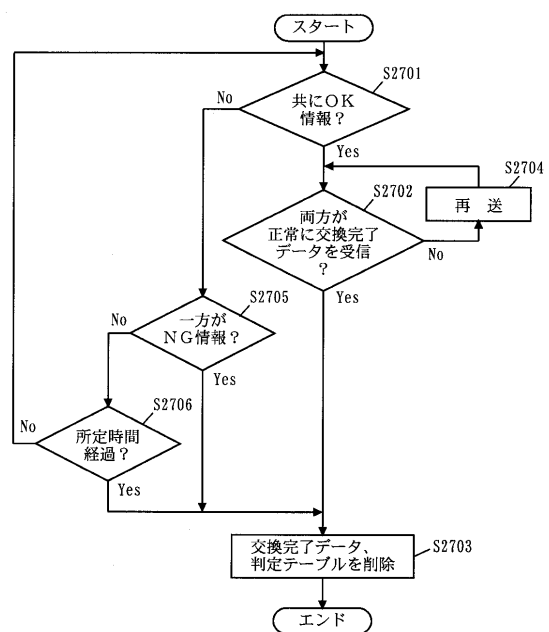 スタート
S2701
共にOK
情報？
No
Yes
S2704
再 送
S2702
両方が
正常に交換完了
データを受信
？
No
Yes
S2705
一方が
NG情報？
No
Yes
S2706
所定時間
経過？
No
Yes
S2703
交換完了データ、
判定テーブルを削除
エンド